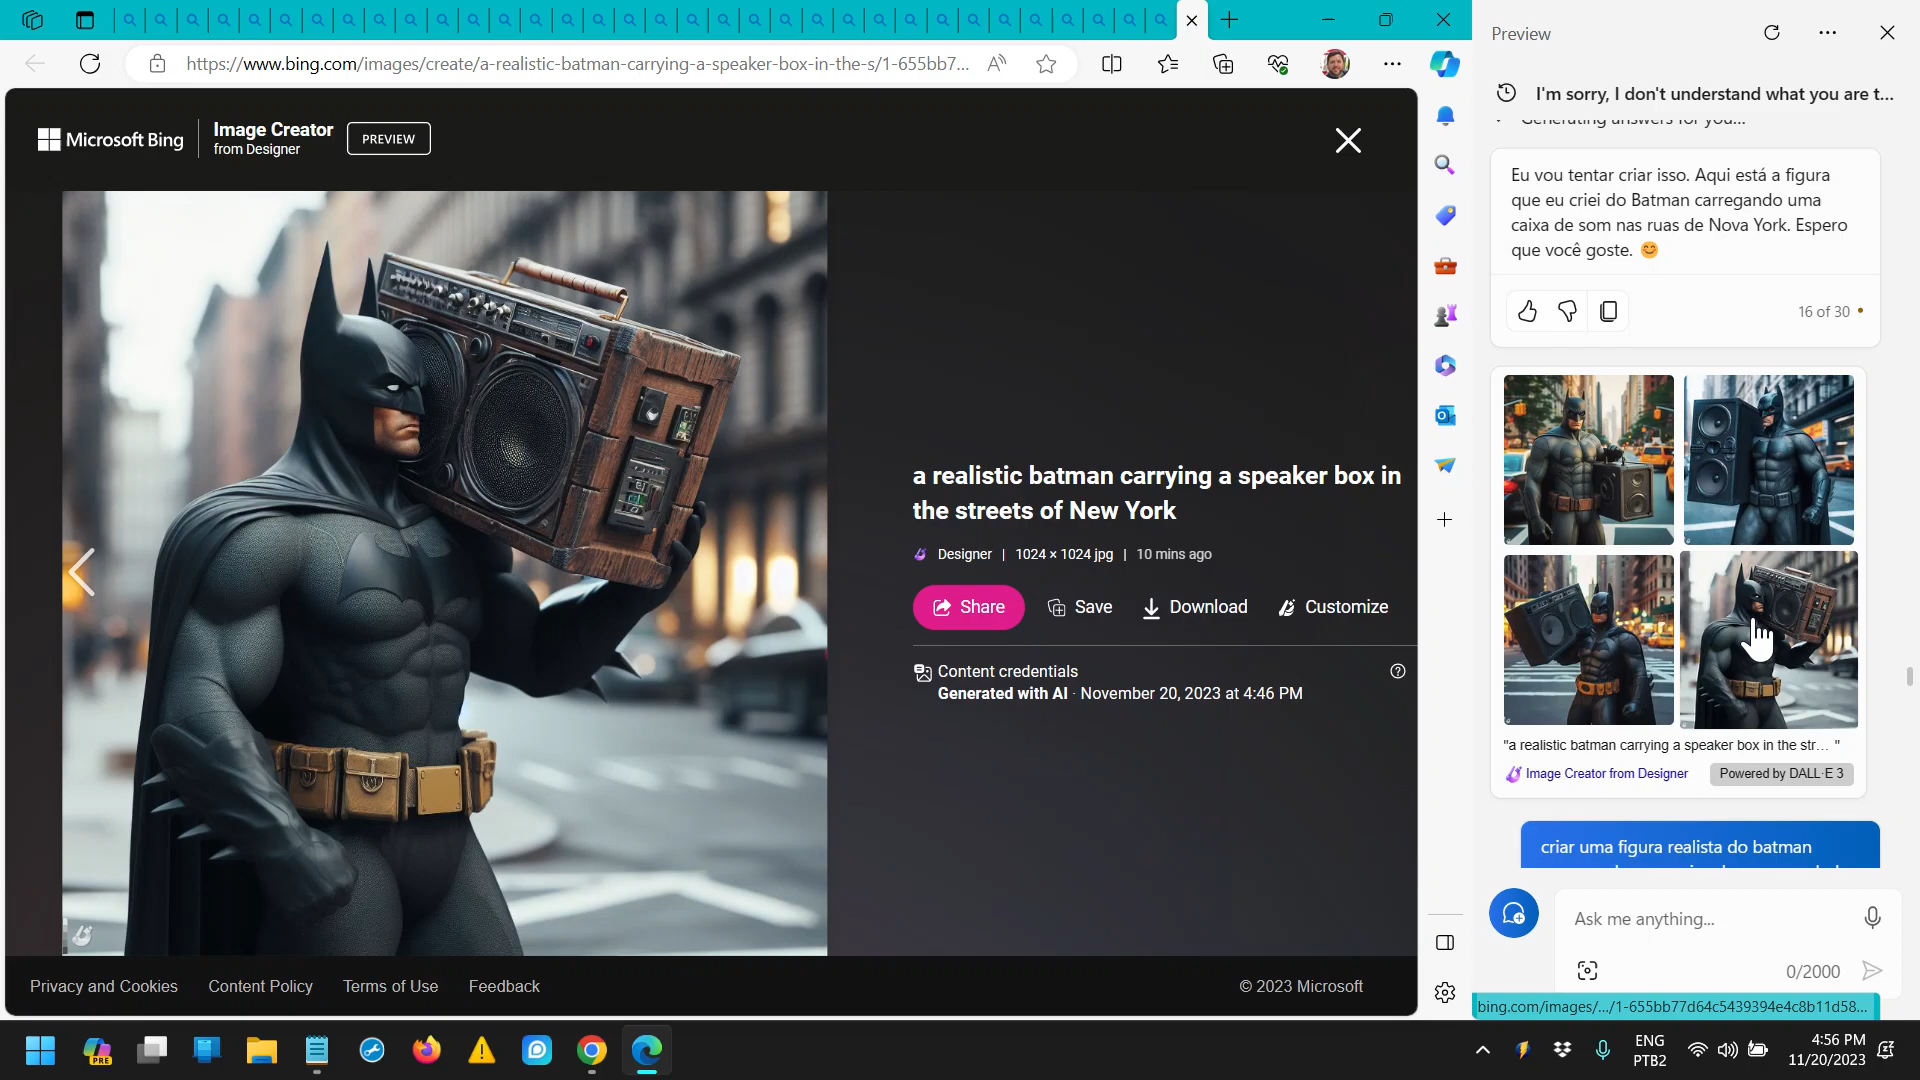 https://www.bing.com/images/create/a-realistic-batman-carrying-a-speaker-box-in-the-s/1-655bb7...
Microsoft Bing
Image Creator
from Designer
PREVIEW
a realistic batman carrying a speaker box in
the streets of New York
Designer | 1024 × 1024 jpg | 10 mins ago
Share
Save
Download
Customize
Content credentials
Generated with AI · November 20, 2023 at 4:46 PM
Privacy and Cookies
Content Policy
Terms of Use
Feedback
© 2023 Microsoft
Preview
I'm sorry, I don't understand what you are t...
Generating answers for you...
Eu vou tentar criar isso. Aqui está a figura
que eu criei do Batman carregando uma
caixa de som nas ruas de Nova York. Espero
que você goste. 😊
16 of 30
"a realistic batman carrying a speaker box in the str... "
Image Creator from Designer
Powered by DALL·E 3
criar uma figura realista do batman
Ask me anything...
0/2000
bing.com/images/.../1-655bb77d64c5439394e4c8b11d58...
PRE
ENG
PTB2
4:56 PM
11/20/2023